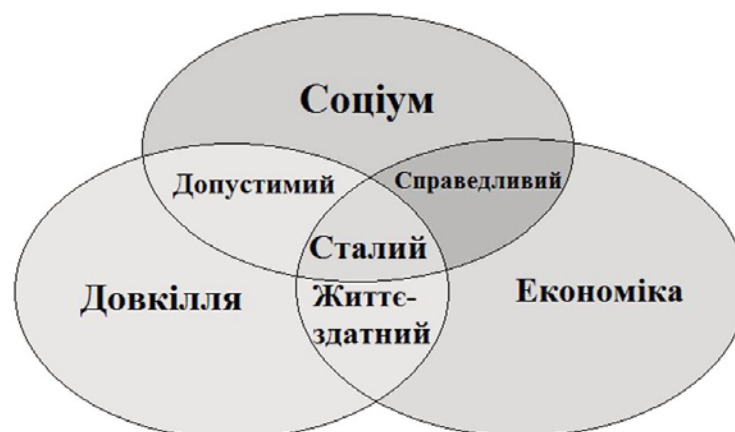 Соціум
Допустимий
Справедливий
Сталий
Довкілля
Життє-
здатний
Економіка